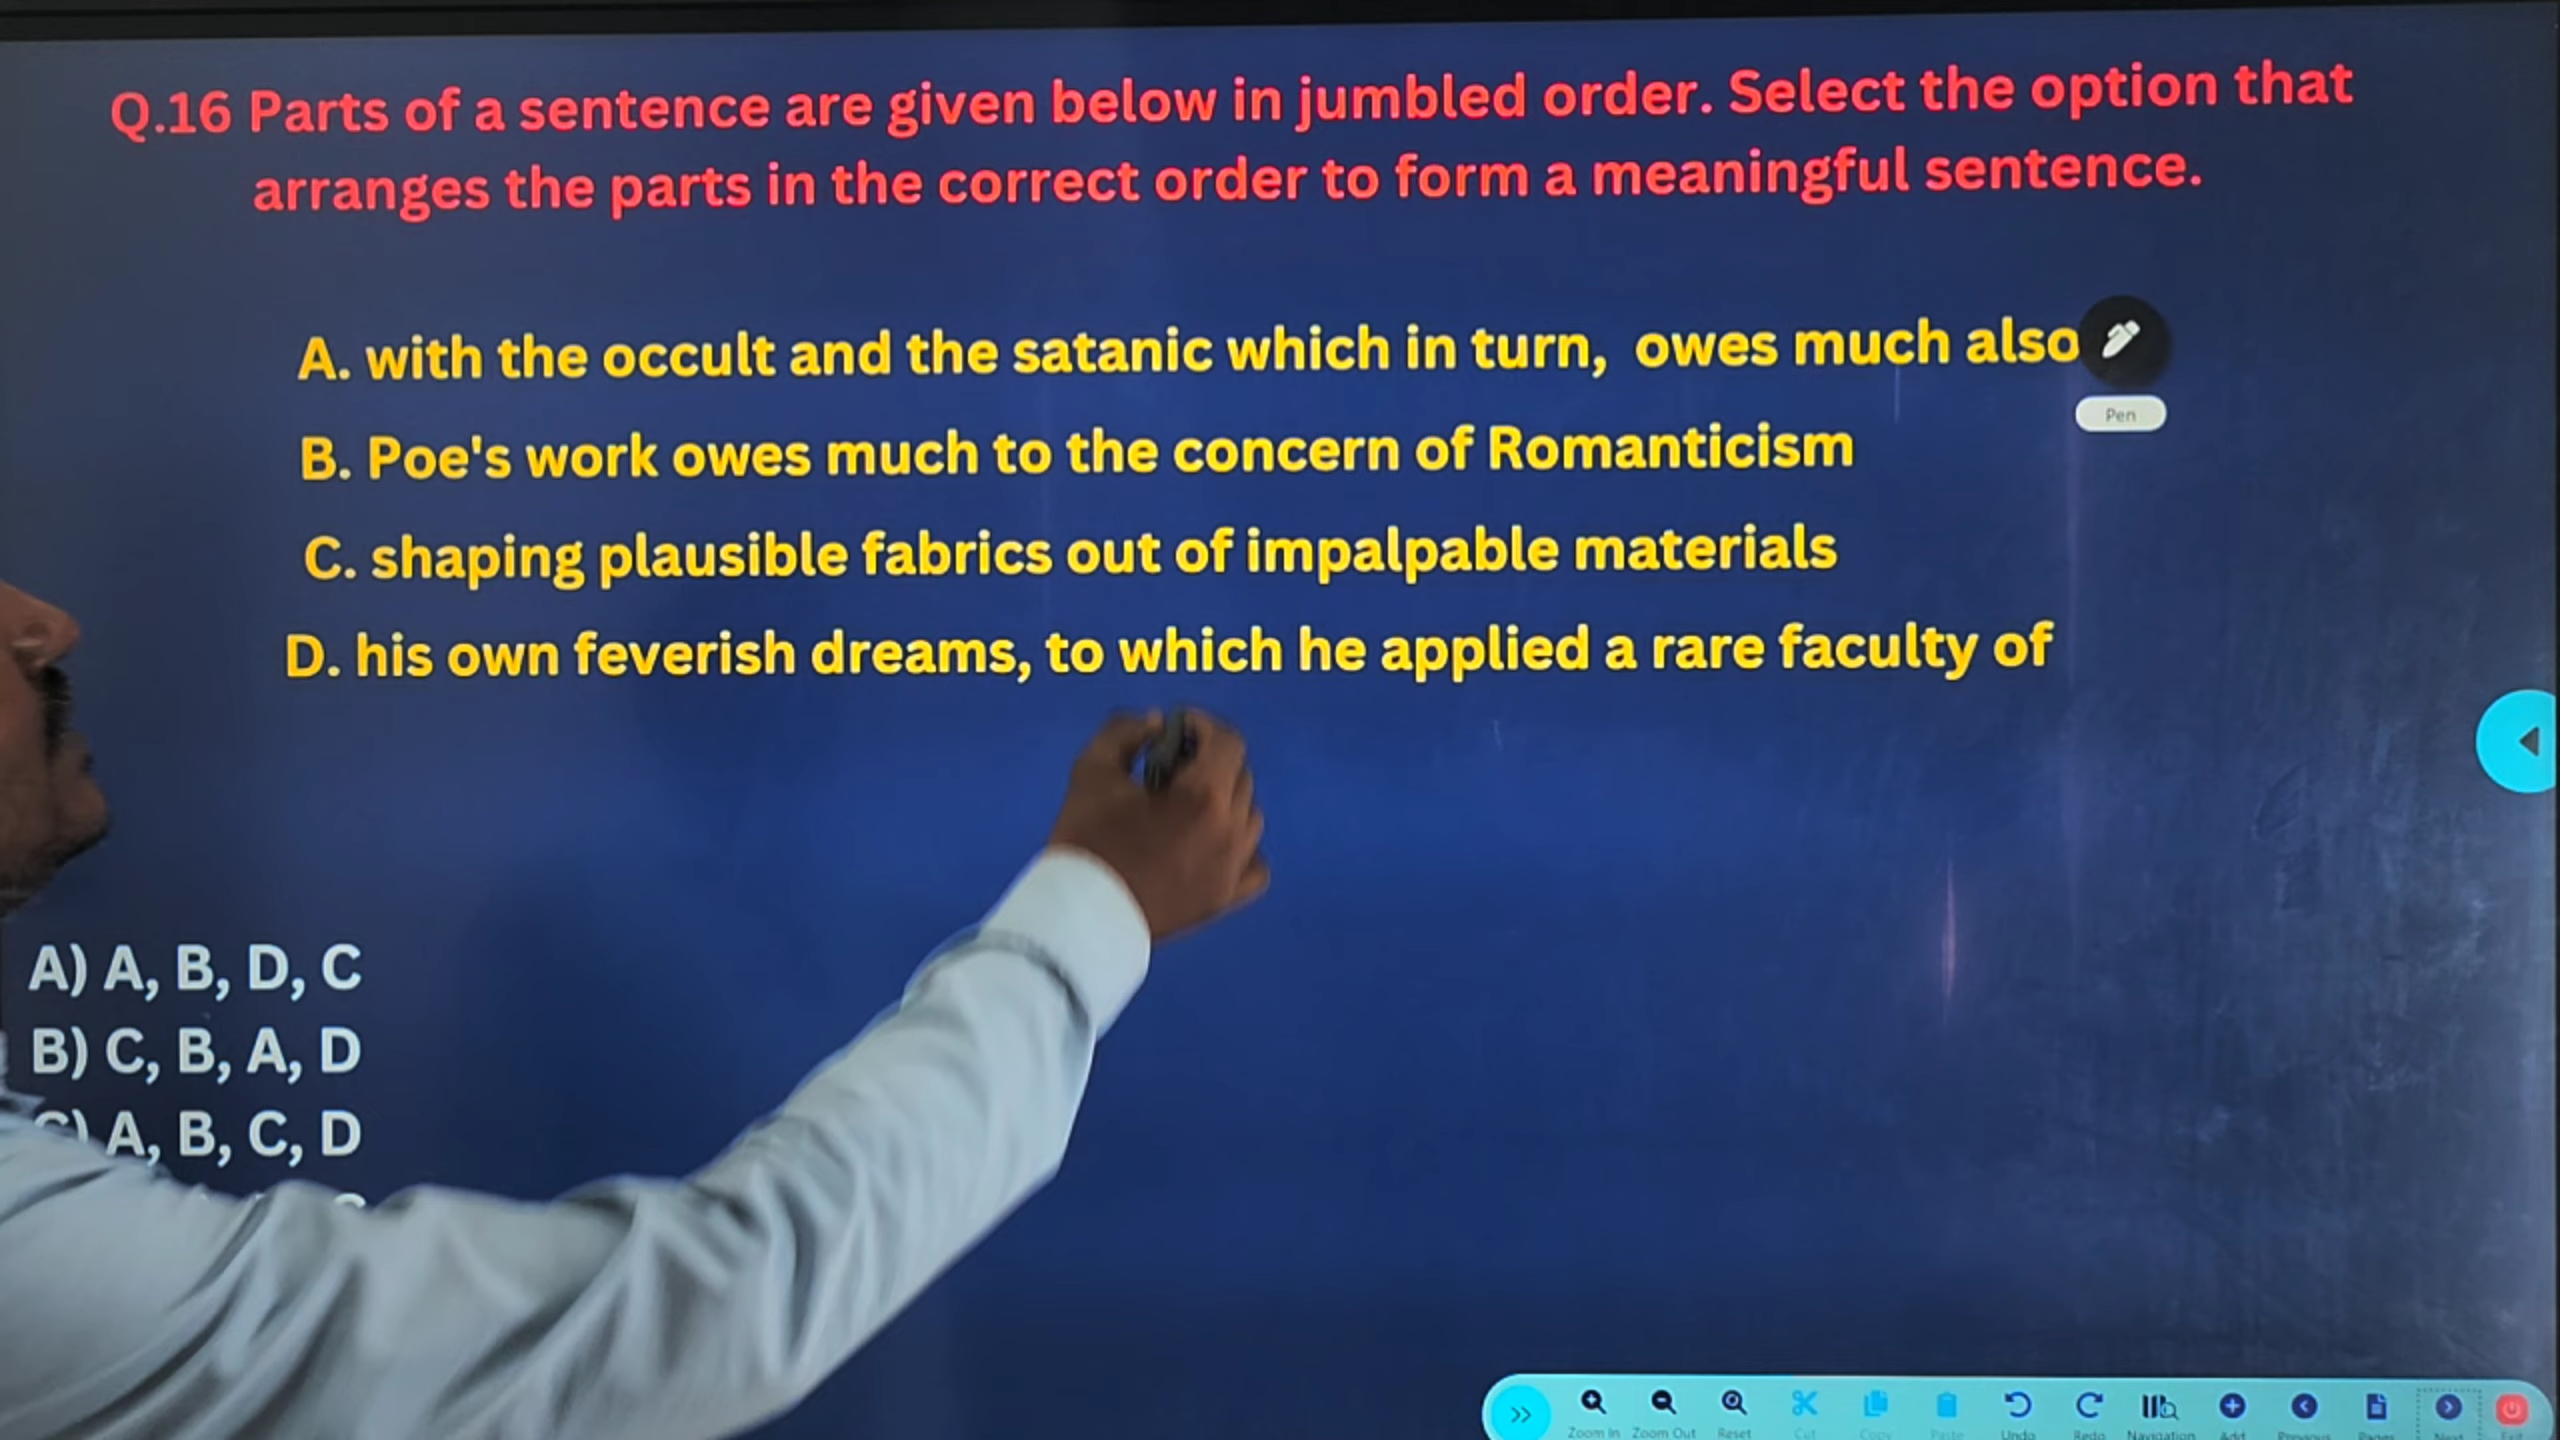 Q.16 Parts of a sentence are given below in jumbled order. Select the option that
arranges the parts in the correct order to form a meaningful sentence.
A. with the occult and the satanic which in turn, owes much also
Pen
B. Poe's work owes much to the concern of Romanticism
C. shaping plausible fabrics out of impalpable materials
D. his own feverish dreams, to which he applied a rare faculty of
A) A, B, D, C
B) C, B, A, D
C) A, B, C, D
Zoom In Zoom Out Reset Cut Copy Paste Undo Redo Navigation Add Previous Pages Next Exit